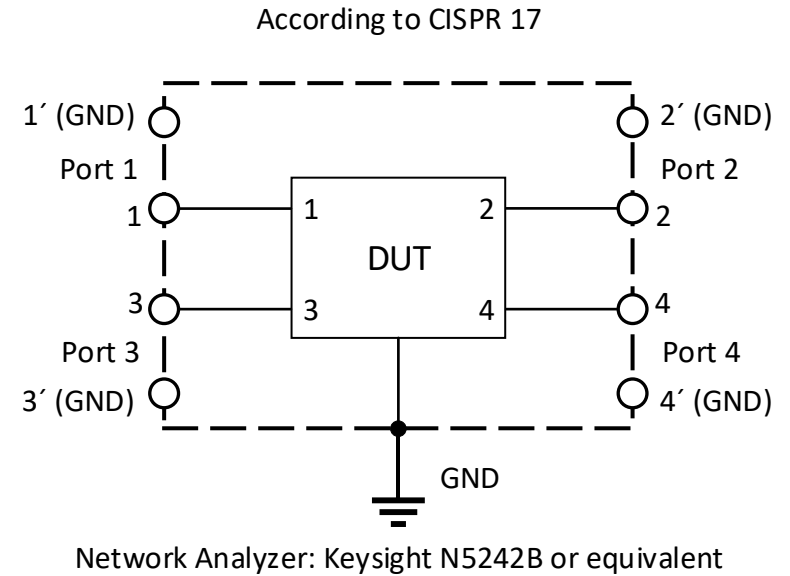 According to CISPR 17
1´ (GND)
2´ (GND)
Port 1
Port 2
1
1
2
2
DUT
3
3
4
4
Port 3
Port 4
3´ (GND)
4´ (GND)
GND
Network Analyzer: Keysight N5242B or equivalent